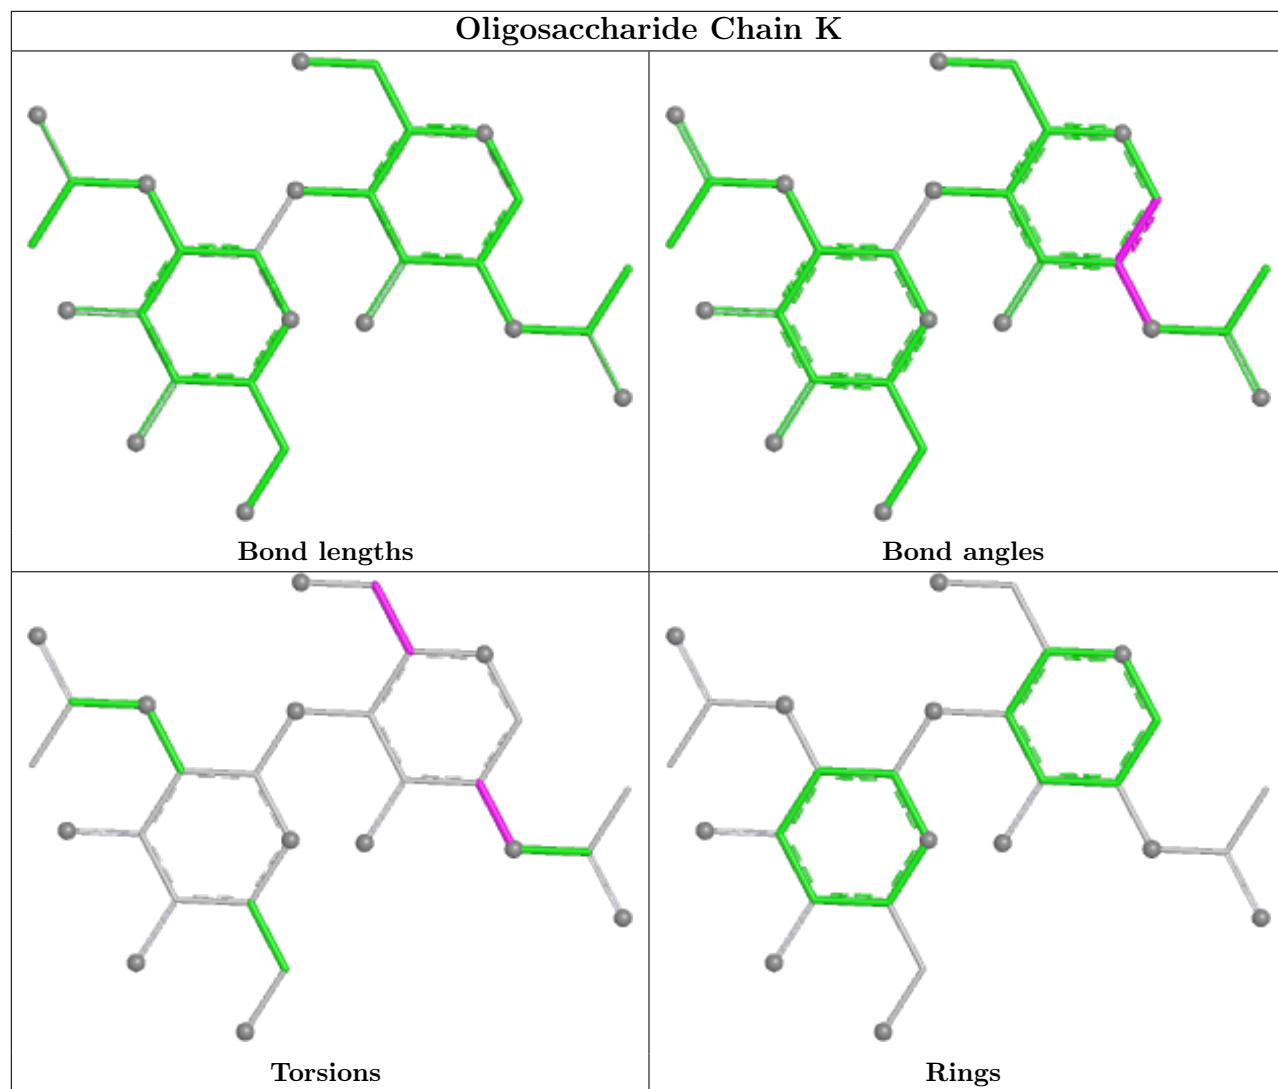 Oligosaccharide Chain K
Bond lengths
Bond angles
Torsions
Rings